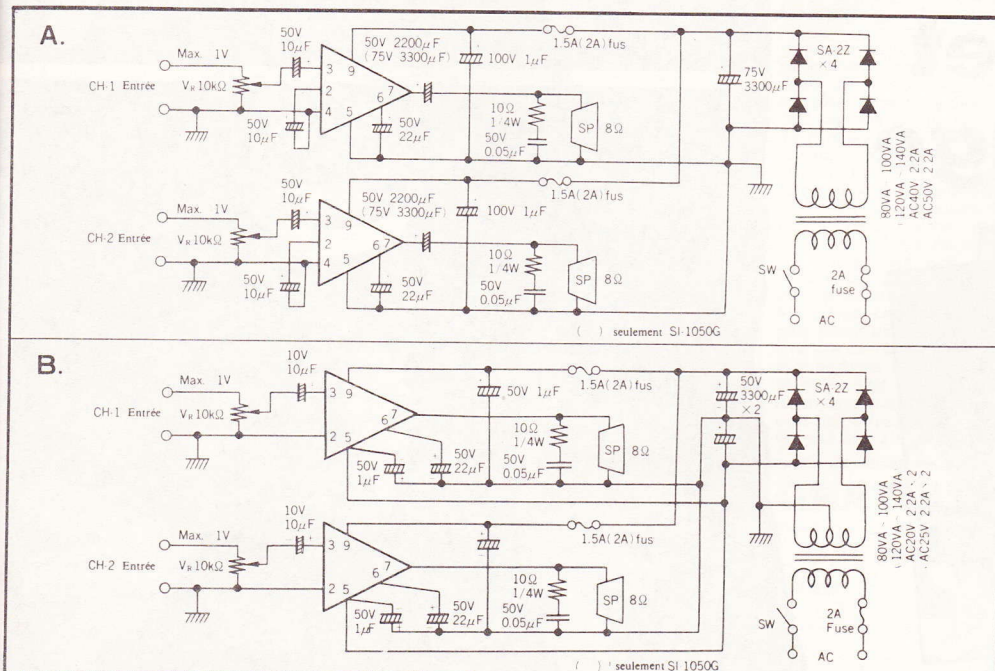 A.
CH-1 Entrée
Max. 1V
VR 10kΩ
50V
10μF
50V
10μF
3
2
4
9
5
6
7
50V 2200μF
(75V 3300μF)
50V
22μF
100V 1μF
1.5A(2A)fus
10Ω
1/4W
50V
0.05μF
SP
8Ω
75V
3300μF
SA-2Z
×4
80VA 100VA
(120VA ~140VA
AC40V 2.2A
AC50V 2.2A
SW
2A
fuse
AC
CH-2 Entrée
Max. 1V
VR 10kΩ
50V
10μF
50V
10μF
3
2
4
9
5
6
7
50V 2200μF
(75V 3300μF)
50V
22μF
100V 1μF
1.5A(2A)fus
10Ω
1/4W
50V
0.05μF
SP
8Ω
( ) seulement SI-1050G
B.
CH-1 Entrée
Max. 1V
VR 10kΩ
10V
10μF
3
2
9
5
6
7
50V
1μF
50V
22μF
50V 1μF
1.5A(2A)fus
10Ω
1/4W
50V
0.05μF
SP
8Ω
50V
3300μF
×2
SA-2Z
×4
80VA ~ 100VA
(120VA ~140VA
AC20V 2.2A × 2
AC25V 2.2A × 2
SW
2A
Fuse
AC
CH-2 Entrée
Max. 1V
VR 10kΩ
10V
10μF
3
2
9
5
6
7
50V
1μF
50V
22μF
1.5A(2A)fus
10Ω
1/4W
50V
0.05μF
SP
8Ω
( ) seulement SI-1050G